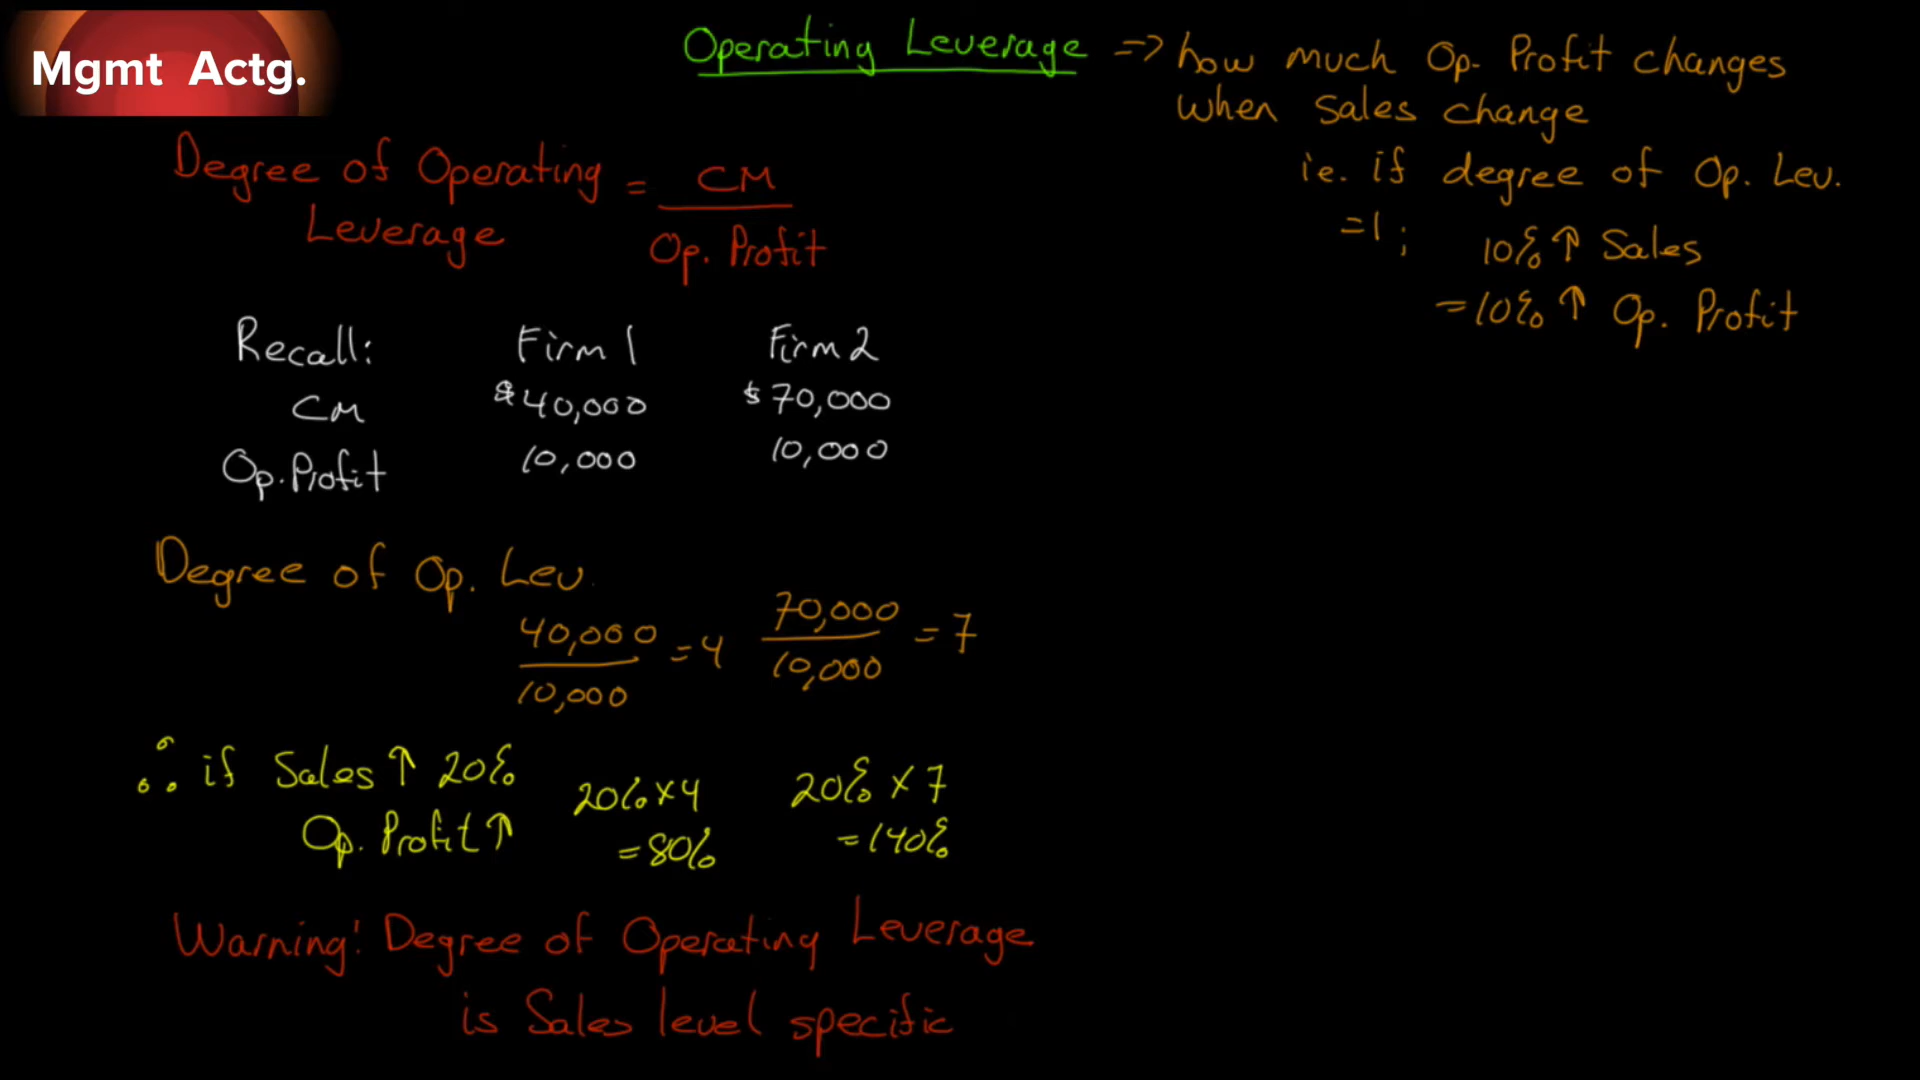 Mgmt Actg.
Operating Leverage => how much Op. Profit changes
when Sales change
ie. if degree of Op. Lev.
=1; 10% ↑ Sales
=10% ↑ Op. Profit
Degree of Operating Leverage = CM / Op. Profit
Recall: Firm 1 Firm 2
CM $40,000 $70,000
Op. Profit 10,000 10,000
Degree of Op. Lev.
40,000 / 10,000 = 4 70,000 / 10,000 = 7
∴ if Sales ↑ 20% 20% x 4 20% x 7
Op. Profit ↑ = 80% = 140%
Warning! Degree of Operating Leverage
is Sales level specific